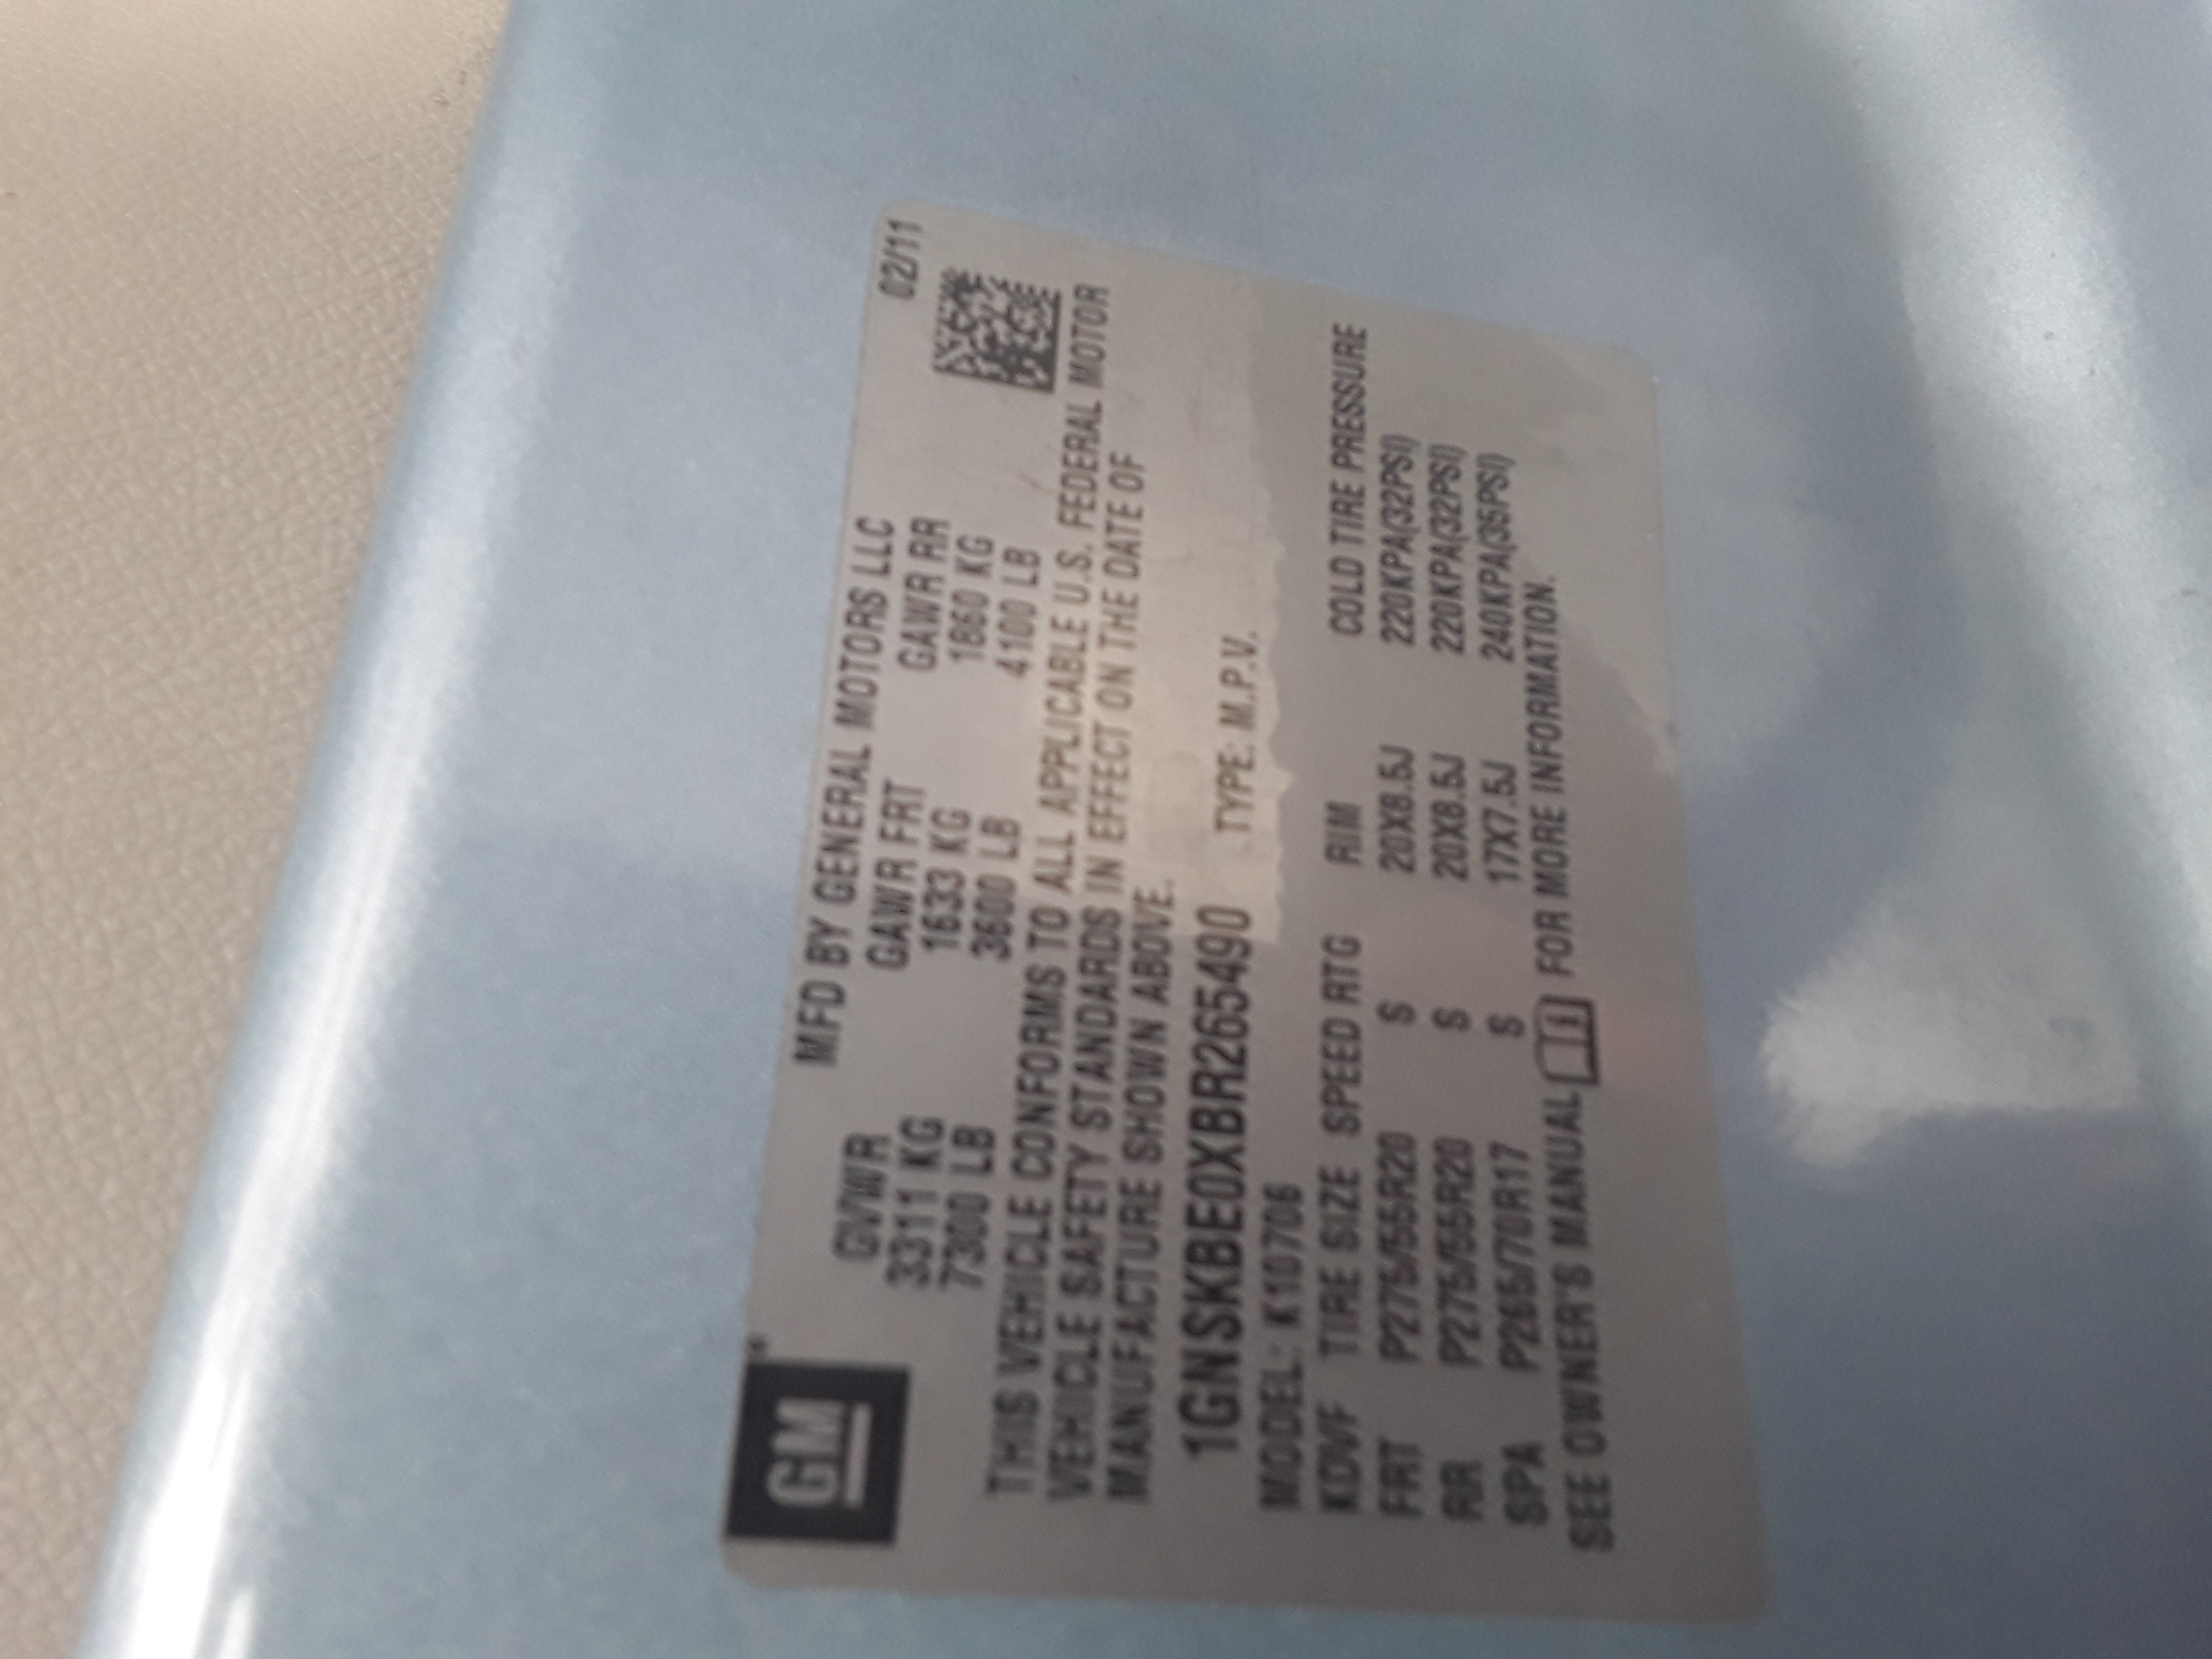 GM
MFD BY GENERAL MOTORS LLC 02/11
GVWR GAWR FRT GAWR RR
3311 KG 1633 KG 1860 KG
7300 LB 3600 LB 4100 LB
THIS VEHICLE CONFORMS TO ALL APPLICABLE U.S. FEDERAL MOTOR
VEHICLE SAFETY STANDARDS IN EFFECT ON THE DATE OF
MANUFACTURE SHOWN ABOVE.
1GNSKBE0XBR265490 TYPE: M.P.V.
MODEL: K10706
KDVF TIRE SIZE SPEED RTG RIM COLD TIRE PRESSURE
FRT P275/55R20 S 20X8.5J 220KPA(32PSI)
RR P275/55R20 S 20X8.5J 220KPA(32PSI)
SPA P265/70R17 S 17X7.5J 240KPA(35PSI)
SEE OWNER'S MANUAL FOR MORE INFORMATION.